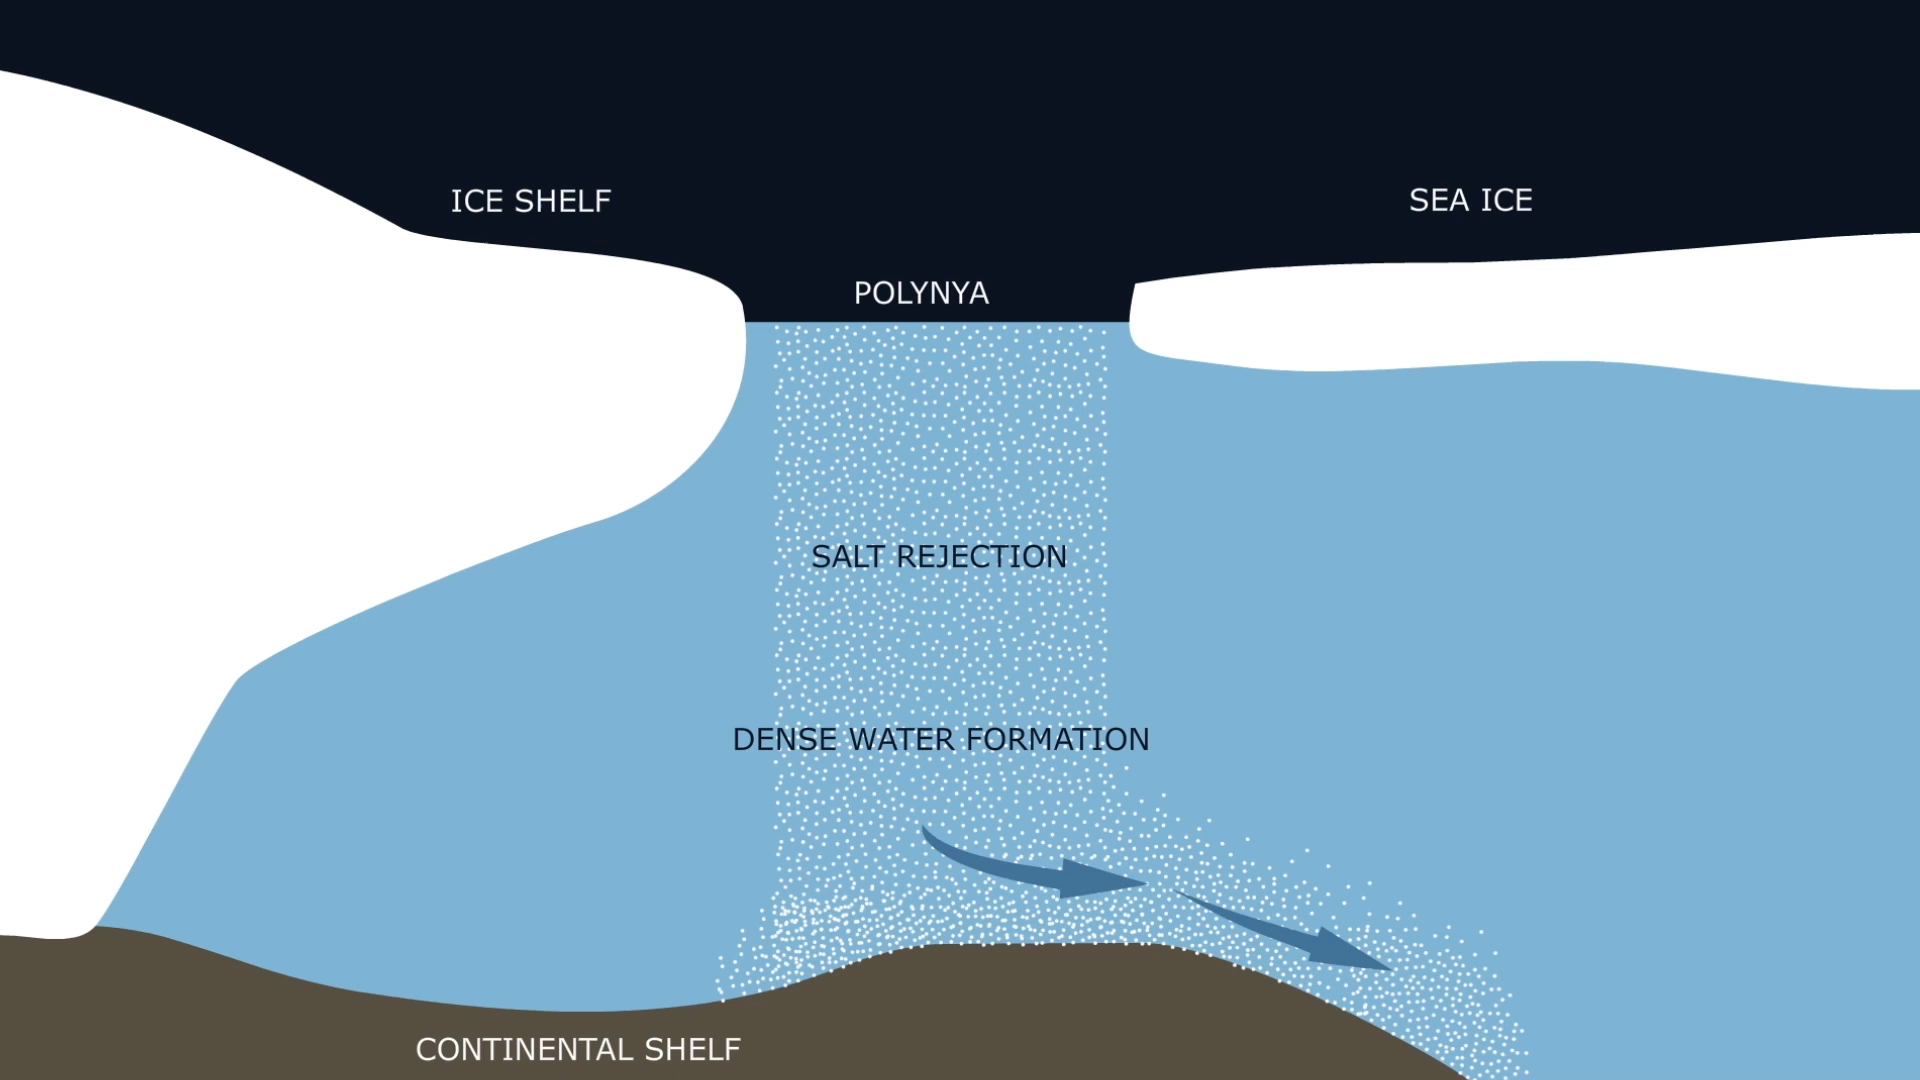 ICE SHELF
SEA ICE
POLYNYA
SALT REJECTION
DENSE WATER FORMATION
CONTINENTAL SHELF